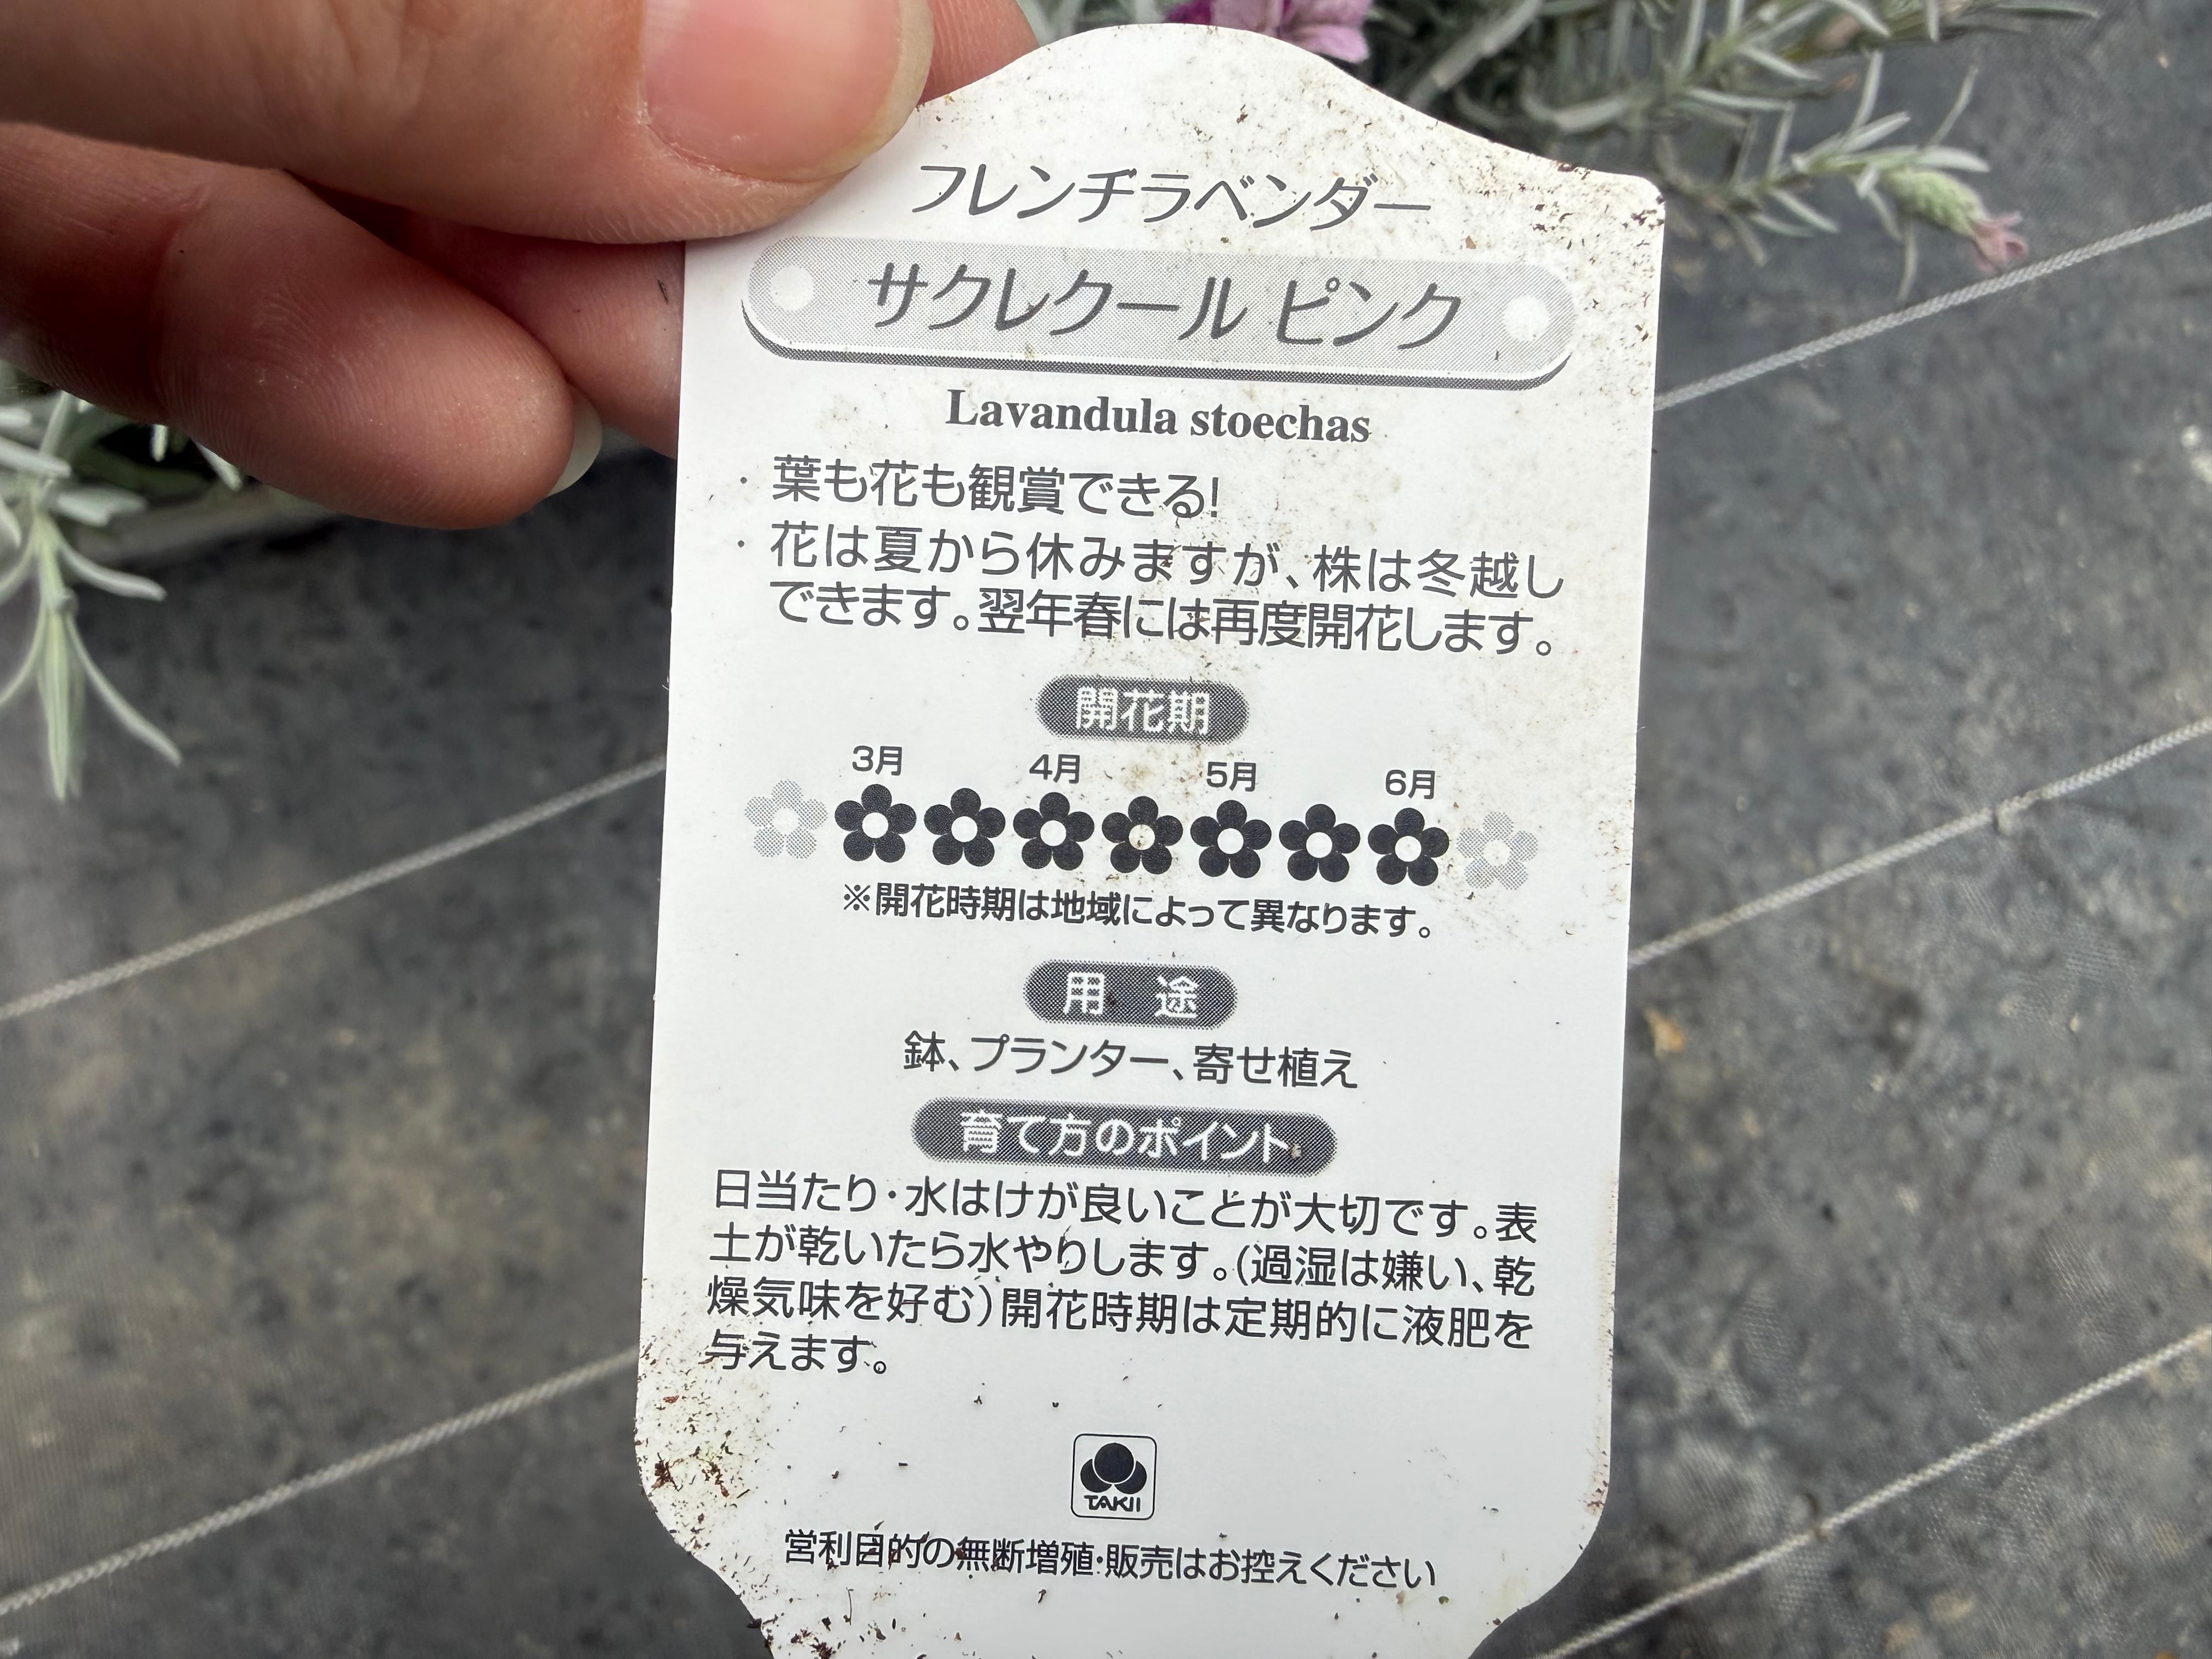 フレンチラベンダー
サクレクール ピンク
Lavandula stoechas
・葉も花も観賞できる!
・花は夏から休みますが、株は冬越し
できます。翌年春には再度開花します。
開花期
3月 4月 5月 6月
※開花時期は地域によって異なります。
用 途
鉢、プランター、寄せ植え
育て方のポイント
日当たり・水はけが良いことが大切です。表
土が乾いたら水やりします。(過湿は嫌い、乾
燥気味を好む)開花時期は定期的に液肥を
与えます。
TAKII
営利目的の無断増殖・販売はお控えください